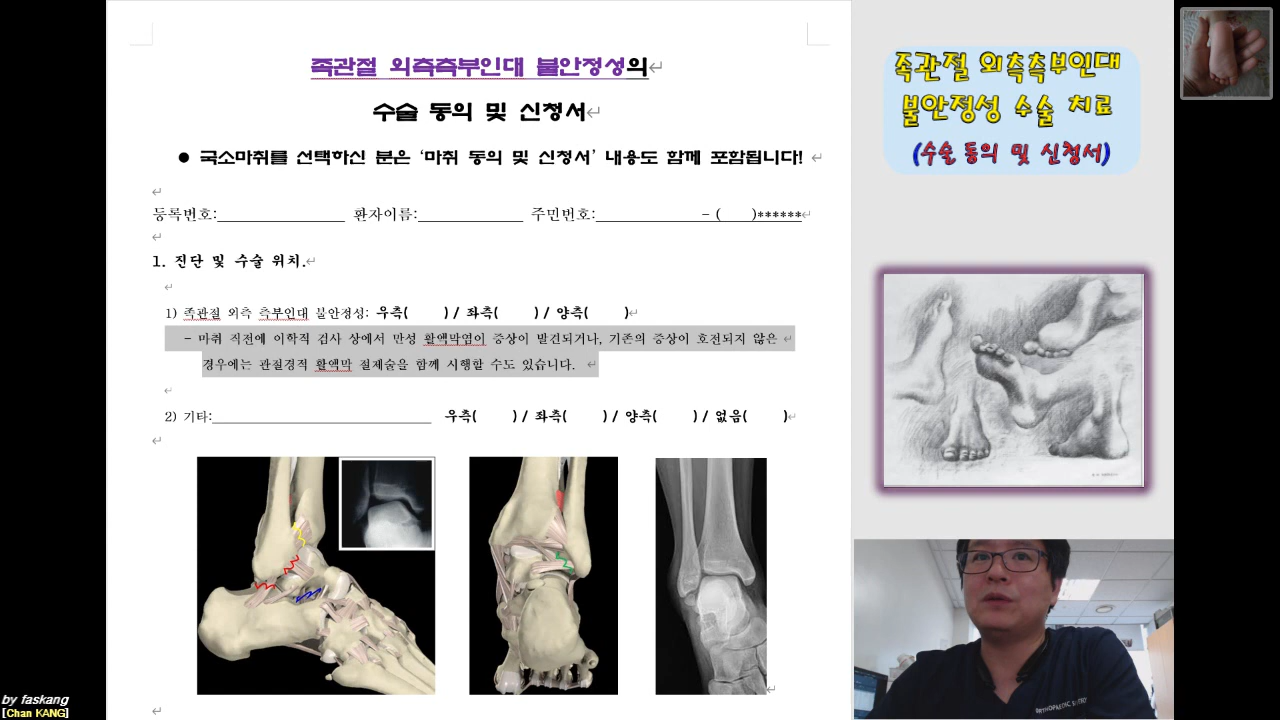 족관절 외측측부인대 불안정성의
수술 동의 및 신청서
● 국소마취를 선택하신 분은 ‘마취 동의 및 신청서’ 내용도 함께 포함됩니다!
등록번호:________________ 환자이름:_____________ 주민번호:_____________ – ( )******
1. 진단 및 수술 위치.
1) 족관절 외측 측부인대 불안정성: 우측( ) / 좌측( ) / 양측( )
- 마취 직전에 이학적 검사 상에서 만성 활액막염이 증상이 발견되거나, 기존의 증상이 호전되지 않은
경우에는 관절경적 활액막 절제술을 함께 시행할 수도 있습니다.
2) 기타:____________________________ 우측( ) / 좌측( ) / 양측( ) / 없음( )
족관절 외측측부인대
불안정성 수술 치료
(수술 동의 및 신청서)
by faskang
[Chan KANG]